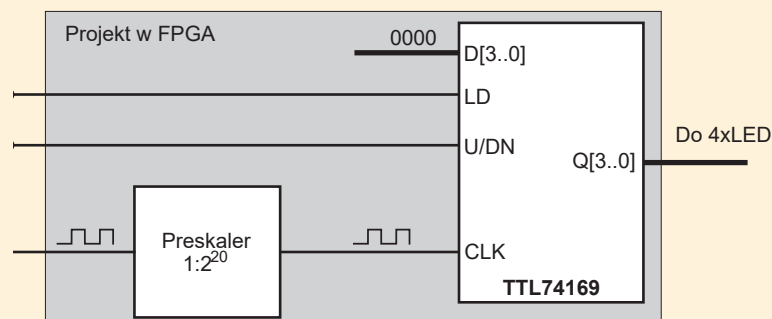 Projekt w FPGA
0000
D[3..0]
LD
U/DN
Q[3..0]
Do 4xLED
Preskaler
1:2²⁰
CLK
TTL74169